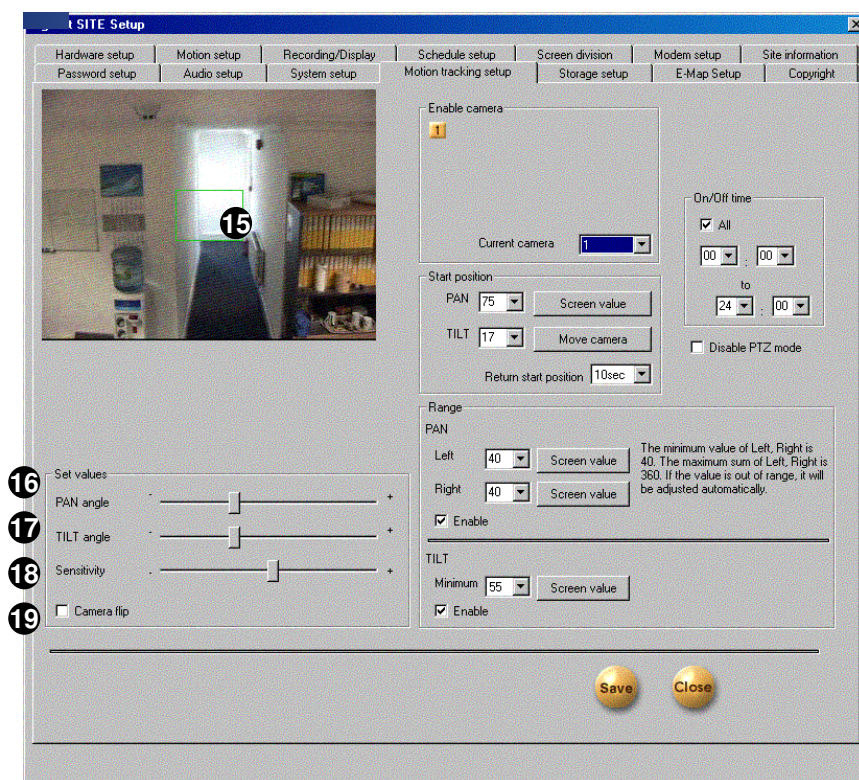 t SITE Setup
Hardware setup Motion setup Recording/Display Schedule setup Screen division Modem setup Site information
Password setup Audio setup System setup Motion tracking setup Storage setup E-Map Setup Copyright
Enable camera
1
15
Current camera 1
On/Off time
All
00 : 00
to
24 : 00
Disable PTZ mode
Start position
PAN 75 Screen value
TILT 17 Move camera
Return start position 10sec
Range
PAN
Left 40 Screen value
Right 40 Screen value
The minimum value of Left, Right is
40. The maximum sum of Left, Right is
360. If the value is out of range, it will
be adjusted automatically.
Enable
TILT
Minimum 55 Screen value
Enable
Set values
16 PAN angle - +
17 TILT angle - +
18 Sensitivity - +
19 Camera flip
Save Close